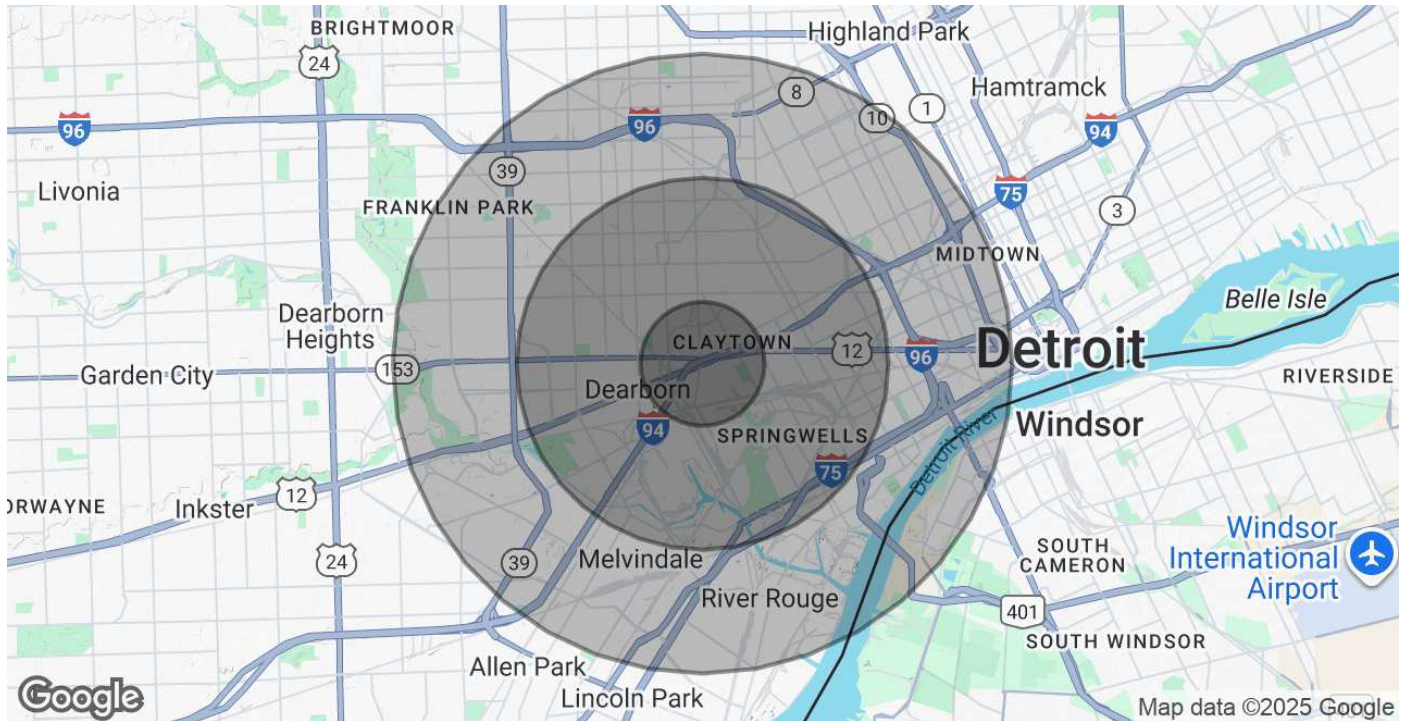 BRIGHTMOOR
24
Highland Park
Hamtramck
8
10
1
96
96
94
Livonia
39
75
FRANKLIN PARK
3
MIDTOWN
Belle Isle
Dearborn
Heights
CLAYTOWN
12
96
Detroit
153
Garden City
RIVERSIDE
Dearborn
94
SPRINGWELLS
Windsor
75
Detroit River
12
ORWAYNE
Inkster
24
39
Melvindale
SOUTH
CAMERON
Windsor
International
Airport
River Rouge
401
SOUTH WINDSOR
Allen Park
Lincoln Park
Google
Map data ©2025 Google